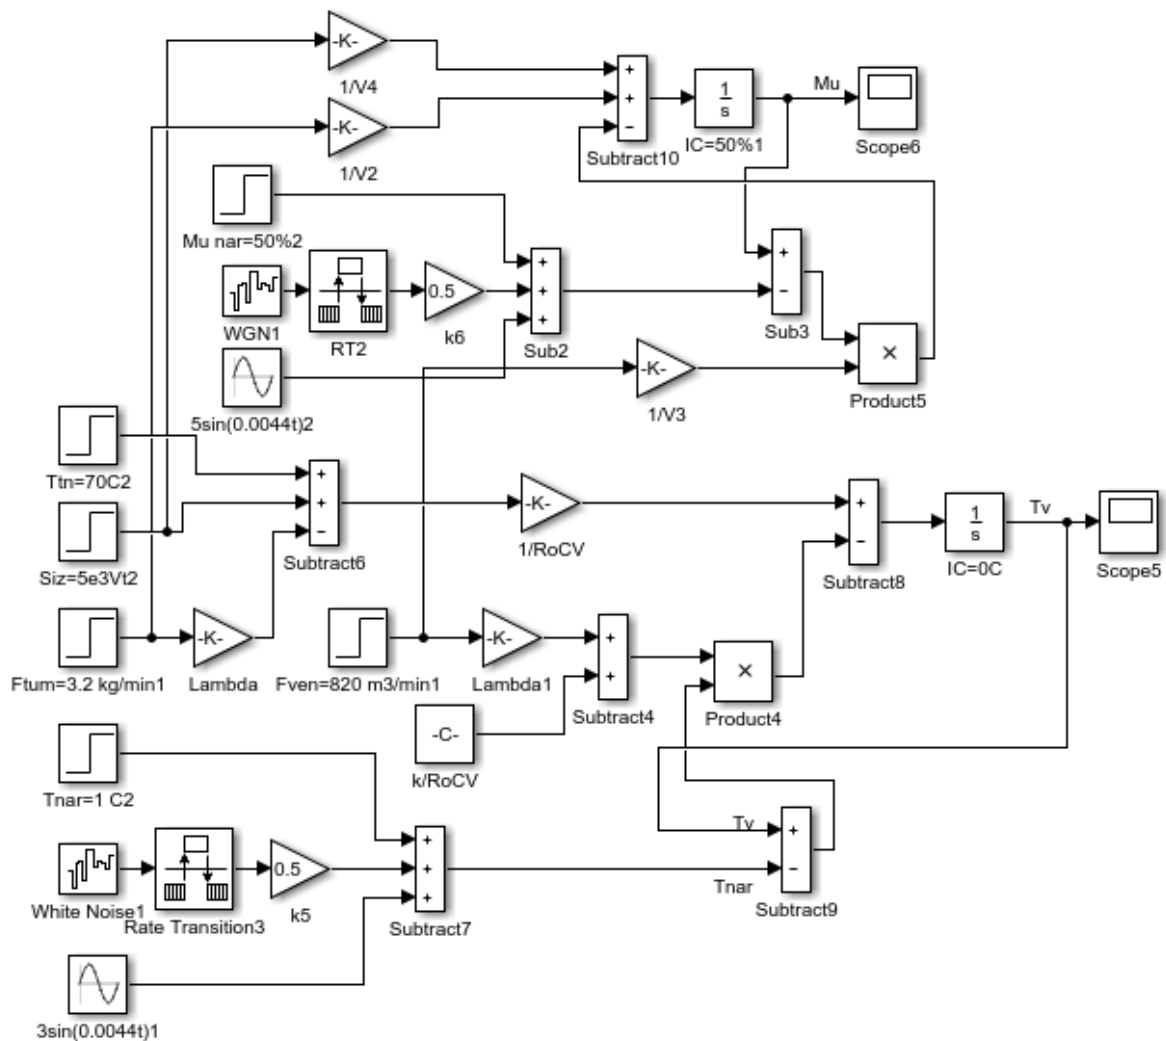 -K-
1/V4
-K-
1/V2
+
+
−
Subtract10
1
s
IC=50%1
Mu
Scope6
Mu nar=50%2
WGN1
RT2
0.5
k6
+
+
+
Sub2
5sin(0.0044t)2
+
−
Sub3
-K-
1/V3
×
Product5
Ttn=70C2
Siz=5e3Vt2
+
+
−
Subtract6
-K-
1/RoCV
+
−
Subtract8
1
s
IC=0C
Tv
Scope5
Ftum=3.2 kg/min1
-K-
Lambda
Fven=820 m3/min1
-K-
Lambda1
+
+
Subtract4
×
Product4
-C-
k/RoCV
Tnar=1 C2
White Noise1
Rate Transition3
0.5
k5
+
+
+
Subtract7
Tv
Tnar
+
−
Subtract9
3sin(0.0044t)1